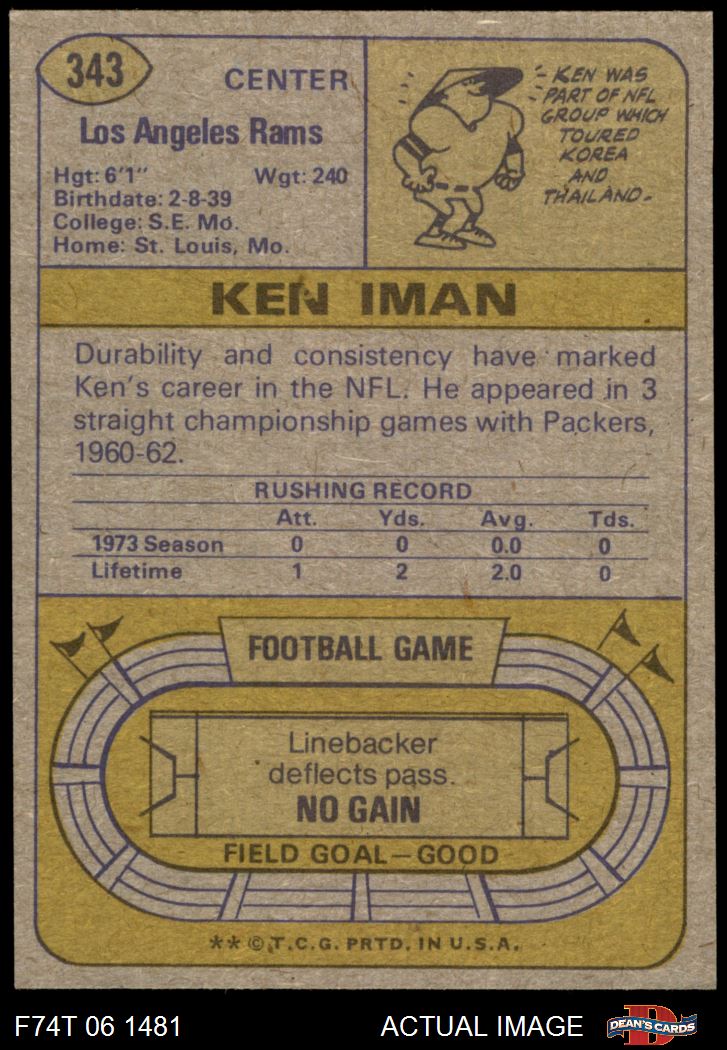 343
CENTER
Los Angeles Rams
Hgt: 6'1" Wgt: 240
Birthdate: 2-8-39
College: S.E. Mo.
Home: St. Louis, Mo.
KEN WAS
PART OF NFL
GROUP WHICH
TOURED
KOREA
AND
THAILAND.
KEN IMAN
Durability and consistency have marked
Ken's career in the NFL. He appeared in 3
straight championship games with Packers,
1960-62.
RUSHING RECORD
Att. Yds. Avg. Tds.
1973 Season 0 0 0.0 0
Lifetime 1 2 2.0 0
FOOTBALL GAME
Linebacker
deflects pass.
NO GAIN
FIELD GOAL—GOOD
** © T.C.G. PRTD. IN U.S.A.
F74T 06 1481 ACTUAL IMAGE D DEAN'S CARDS